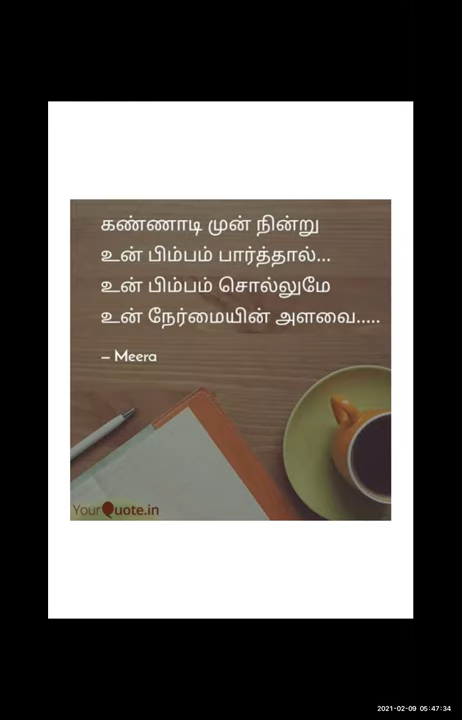 கண்ணாடி முன் நின்று
உன் பிம்பம் பார்த்தால்...
உன் பிம்பம் சொல்லுமே
உன் நேர்மையின் அளவை.....
– Meera
YourQuote.in
2021-02-09 05:47:34